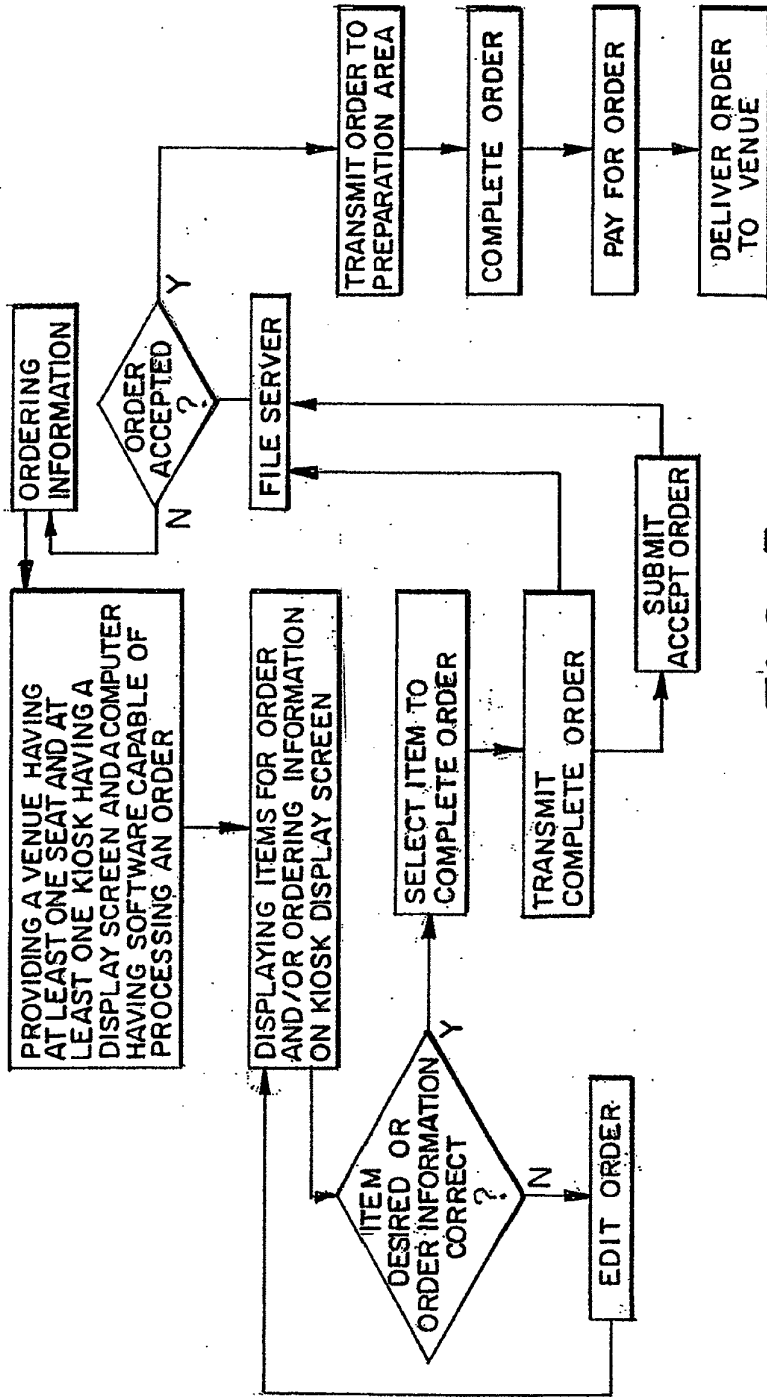 PROVIDING A VENUE HAVING
AT LEAST ONE SEAT AND AT
LEAST ONE KIOSK HAVING A
DISPLAY SCREEN AND A COMPUTER
HAVING SOFTWARE CAPABLE OF
PROCESSING AN ORDER
ORDERING
INFORMATION
DISPLAYING ITEMS FOR ORDER
AND/OR ORDERING INFORMATION
ON KIOSK DISPLAY SCREEN
ITEM
DESIRED OR
ORDER INFORMATION
CORRECT
?
Y
N
EDIT ORDER
SELECT ITEM TO
COMPLETE ORDER
TRANSMIT
COMPLETE ORDER
SUBMIT
ACCEPT ORDER
FILE SERVER
ORDER
ACCEPTED
?
N
Y
TRANSMIT ORDER TO
PREPARATION AREA
COMPLETE ORDER
PAY FOR ORDER
DELIVER ORDER
TO VENUE